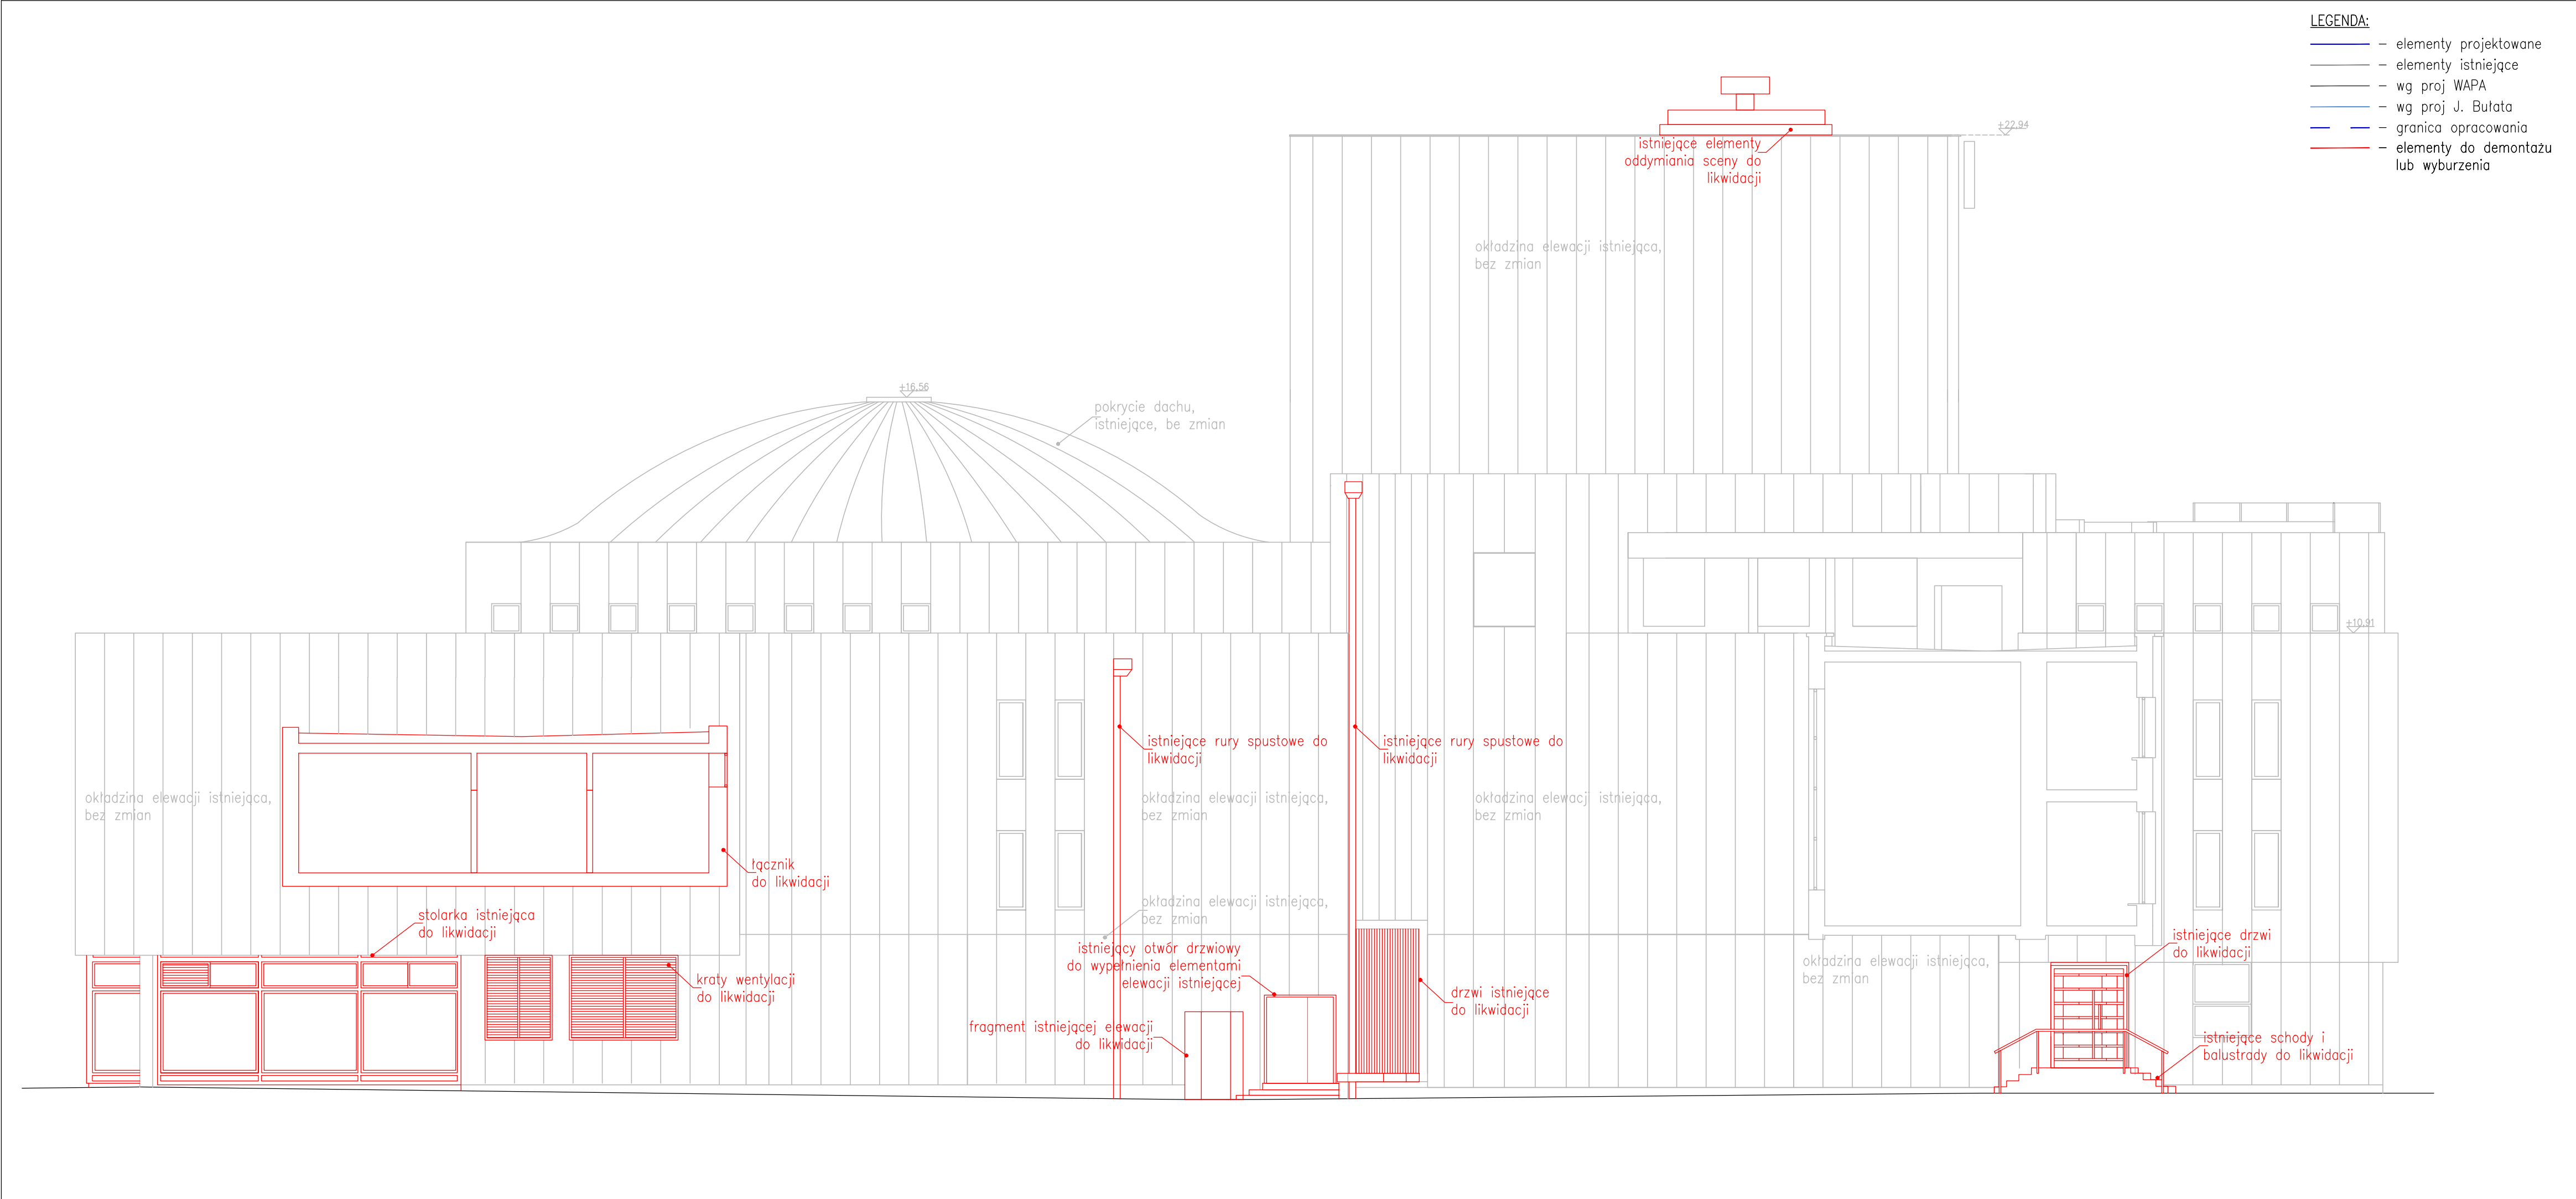 LEGENDA:
– elementy projektowane
– elementy istniejące
– wg proj WAPA
– wg proj J. Bułata
– granica opracowania
– elementy do demontażu
lub wyburzenia
+22.94
istniejące elementy
oddymiania sceny do
likwidacji
okładzina elewacji istniejąca,
bez zmian
+16.56
pokrycie dachu,
istniejące, be zmian
+10.91
istniejące rury spustowe do
likwidacji
istniejące rury spustowe do
likwidacji
okładzina elewacji istniejąca,
bez zmian
okładzina elewacji istniejąca,
bez zmian
okładzina elewacji istniejąca,
bez zmian
łącznik
do likwidacji
okładzina elewacji istniejąca,
bez zmian
stolarka istniejąca
do likwidacji
istniejące drzwi
do likwidacji
istniejący otwór drzwiowy
do wypełnienia elementami
elewacji istniejącej
okładzina elewacji istniejąca,
bez zmian
kraty wentylacji
do likwidacji
drzwi istniejące
do likwidacji
fragment istniejącej elewacji
do likwidacji
istniejące schody i
balustrady do likwidacji